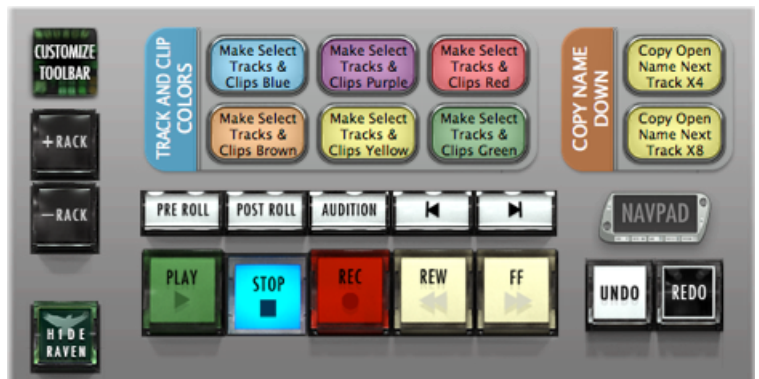 CUSTOMIZE
TOOLBAR
+RACK
−RACK
HIDE
RAVEN
TRACK AND CLIP
COLORS
Make Select
Tracks &
Clips Blue
Make Select
Tracks &
Clips Purple
Make Select
Tracks &
Clips Red
Make Select
Tracks &
Clips Brown
Make Select
Tracks &
Clips Yellow
Make Select
Tracks &
Clips Green
COPY NAME
DOWN
Copy Open
Name Next
Track X4
Copy Open
Name Next
Track X8
PRE ROLL
POST ROLL
AUDITION
NAVPAD
PLAY
STOP
REC
REW
FF
UNDO
REDO